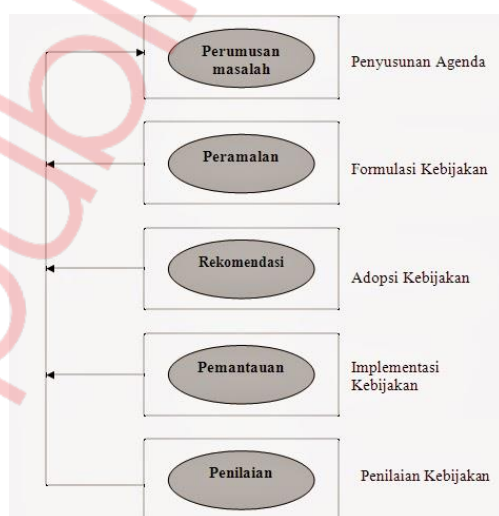 Perumusan
masalah
Penyusunan Agenda
Peramalan
Formulasi Kebijakan
Rekomendasi
Adopsi Kebijakan
Pemantauan
Implementasi
Kebijakan
Penilaian
Penilaian Kebijakan